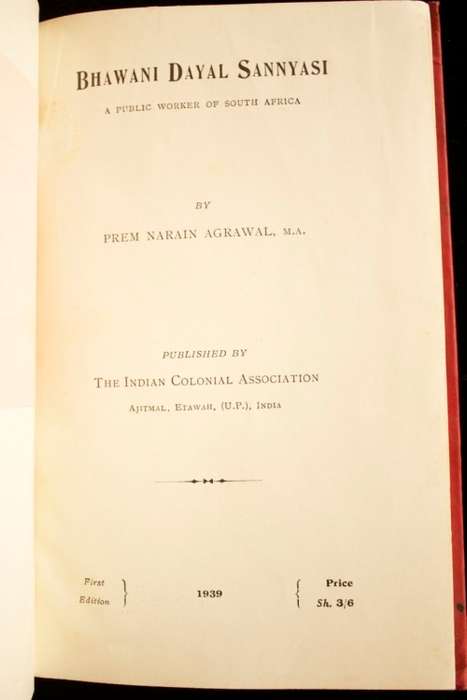 BHAWANI DAYAL SANNYASI
A PUBLIC WORKER OF SOUTH AFRICA
BY
PREM NARAIN AGRAWAL, M.A.
PUBLISHED BY
THE INDIAN COLONIAL ASSOCIATION
AJITMAL, ETAWAH, (U.P.), INDIA
First Edition } 1939 { Price Sh. 3/6